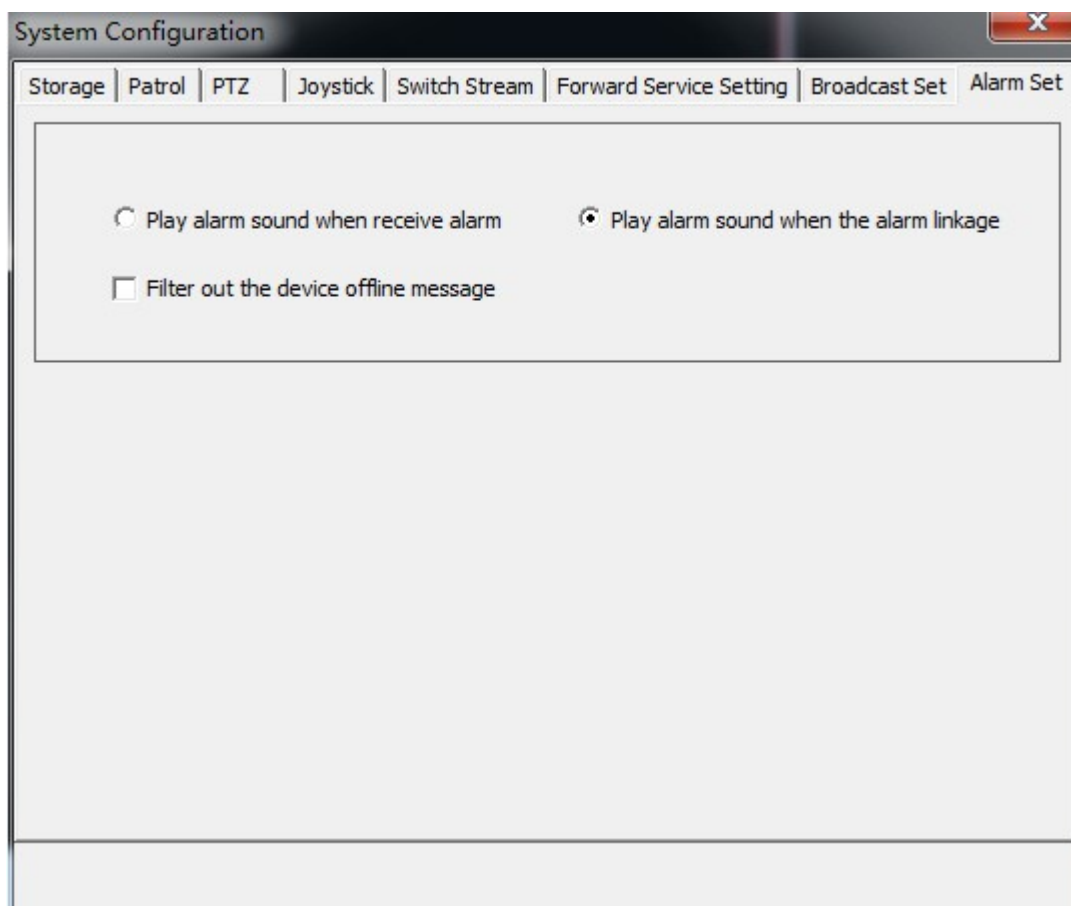 System Configuration
Storage Patrol PTZ Joystick Switch Stream Forward Service Setting Broadcast Set Alarm Set
Play alarm sound when receive alarm Play alarm sound when the alarm linkage
Filter out the device offline message